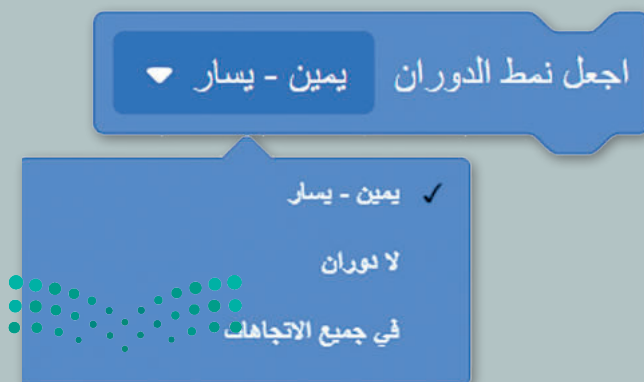 اجعل نمط الدوران يمين - يسار
يمين - يسار
لا دوران
في جميع الاتجاهات